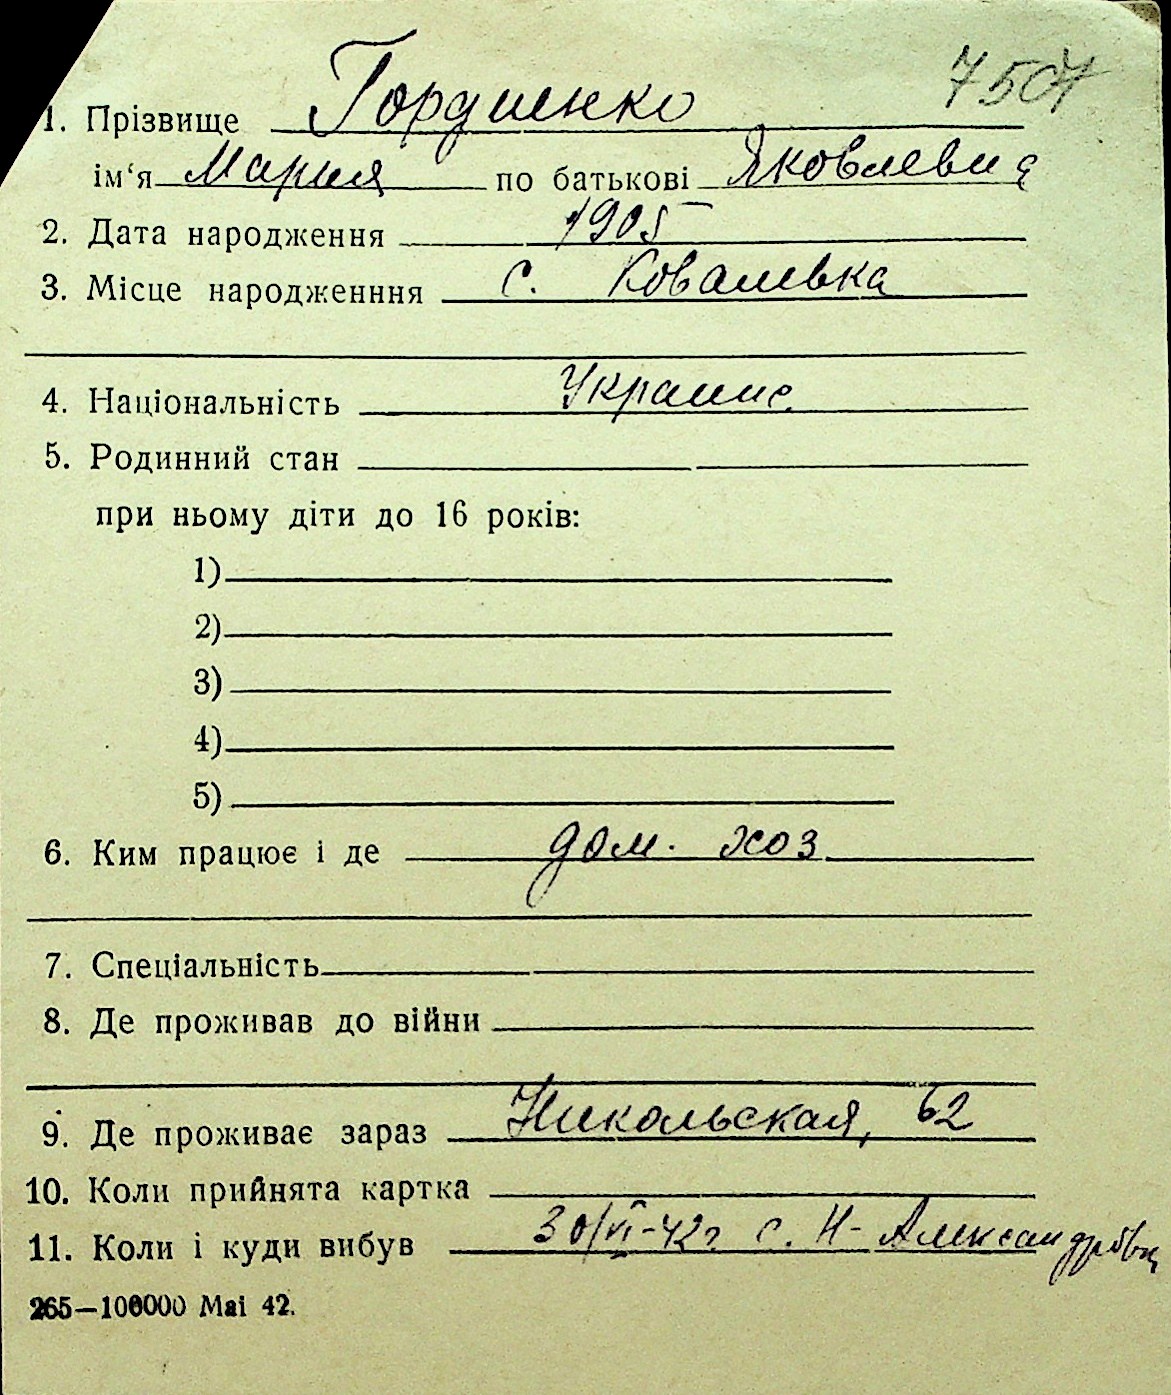 7507
1. Прізвище Гордиенко
ім‘я Мария по батькові Яковлевна
2. Дата народження 1905
3. Місце народженння с. Ковалевка
4. Національність Украине
5. Родинний стан
при ньому діти до 16 років:
1)
2)
3)
4)
5)
6. Ким працює і де дом. хоз
7. Спеціальність
8. Де проживав до війни
9. Де проживає зараз Никольская, 62
10. Коли прийнята картка
11. Коли і куди вибув 30/VI-42г. с. Н-Александровка
265—100000 Mai 42.